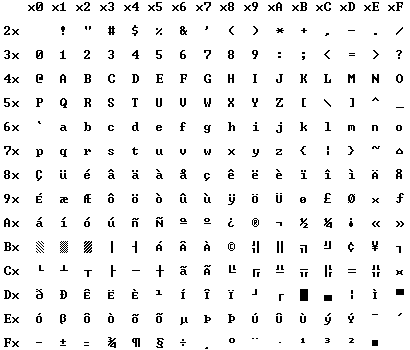 x0 x1 x2 x3 x4 x5 x6 x7 x8 x9 xA xB xC xD xE xF
2x ! " # $ % & ' ( ) * + , - . /
3x 0 1 2 3 4 5 6 7 8 9 : ; < = > ?
4x @ A B C D E F G H I J K L M N O
5x P Q R S T U V W X Y Z [ \ ] ^ _
6x ` a b c d e f g h i j k l m n o
7x p q r s t u v w x y z { | } ~ ⌂
8x Ç ü é â ä à å ç ê ë è ï î ì Ä Å
9x É æ Æ ô ö ò û ù ÿ Ö Ü ø £ Ø × ƒ
Ax á í ó ú ñ Ñ ª º ¿ ® ¬ ½ ¼ ¡ « »
Bx ░ ▒ ▓ │ ┤ Á Â À © ╣ ║ ╗ ╝ ¢ ¥ ┐
Cx └ ┴ ┬ ├ ─ ┼ ã Ã ╚ ╔ ╩ ╦ ╠ ═ ╬ ¤
Dx ð Ð Ê Ë È ı Í Î Ï ┘ ┌ █ ▄ ¦ Ì ▀
Ex Ó ß Ô Ò õ Õ µ þ Þ Ú Û Ù ý Ý ¯ ´
Fx - ± ‗ ¾ ¶ § ÷ ¸ ° ¨ · ¹ ³ ² ■